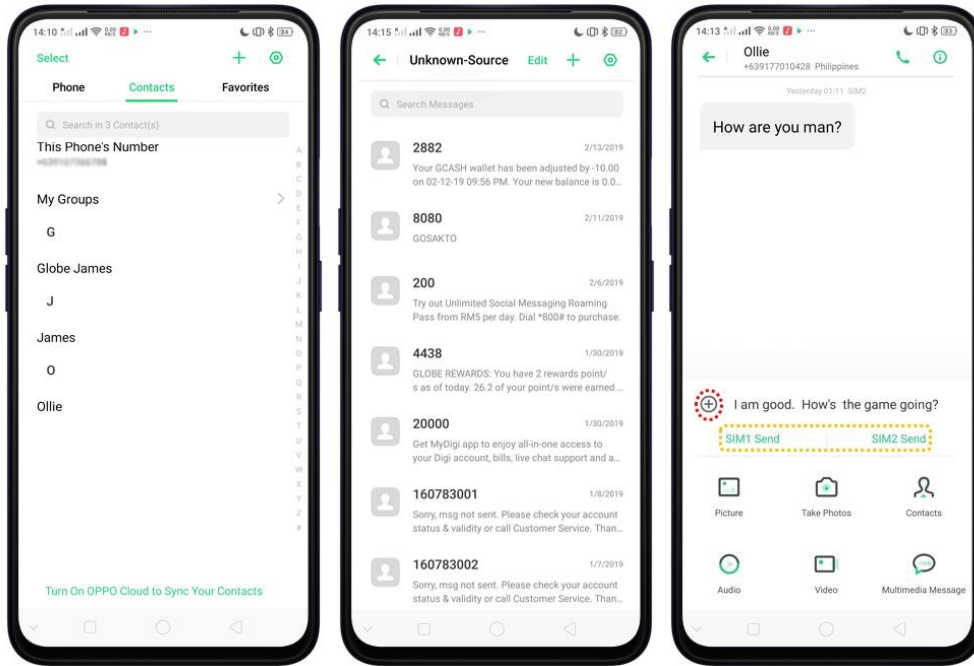 14:10
84
Select
Phone
Contacts
Favorites
Search in 3 Contact(s)
This Phone's Number
My Groups
G
Globe James
J
James
O
Ollie
A
B
C
D
E
F
G
H
I
J
K
L
M
N
O
P
Q
R
S
T
U
V
W
X
Y
Z
#
Turn On OPPO Cloud to Sync Your Contacts
14:15
Unknown-Source
Edit
Search Messages
2882 2/13/2019
Your GCASH wallet has been adjusted by -10.00
on 02-12-19 09:56 PM. Your new balance is 0.0...
8080 2/11/2019
GOSAKTO
200 2/6/2019
Try out Unlimited Social Messaging Roaming
Pass from RM5 per day. Dial *800# to purchase.
4438 1/30/2019
GLOBE REWARDS: You have 2 rewards point/
s as of today. 26.2 of your point/s were earned ...
20000 1/30/2019
Get MyDigi app to enjoy all-in-one access to
your Digi account, bills, live chat support and a...
160783001 1/8/2019
Sorry, msg not sent. Please check your account
status & validity or call Customer Service. Than...
160783002 1/7/2019
Sorry, msg not sent. Please check your account
status & validity or call Customer Service. Than...
14:13
Ollie
+639177010428 Philippines
Yesterday 01:11 SIM2
How are you man?
I am good. How's the game going?
SIM1 Send
SIM2 Send
Picture
Take Photos
Contacts
Audio
Video
Multimedia Message